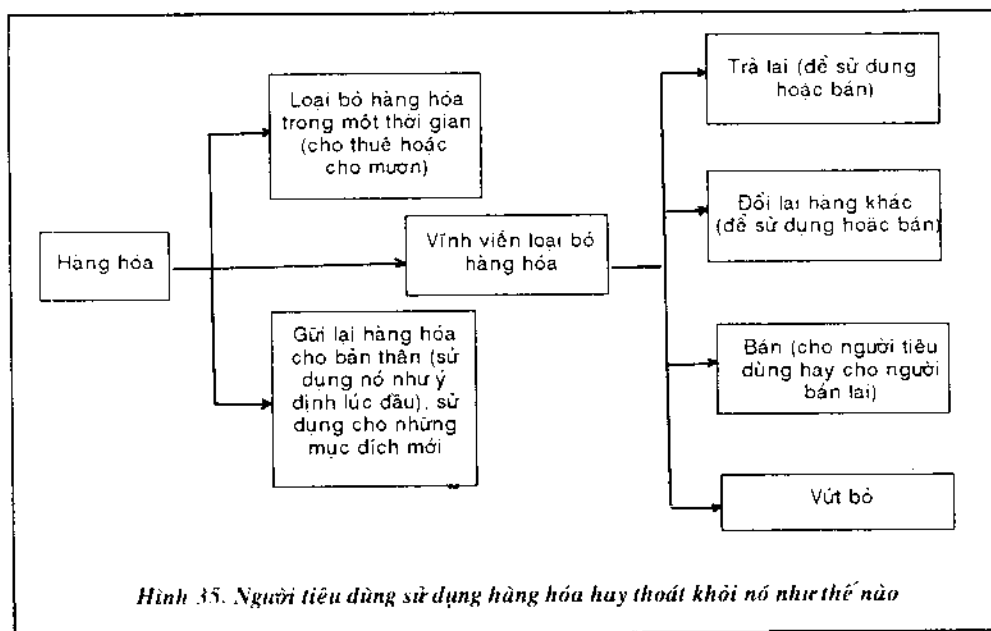 Hàng hóa
Loại bỏ hàng hóa
trong một thời gian
(cho thuê hoặc
cho mượn)
Vĩnh viễn loại bỏ
hàng hóa
Gửi lại hàng hóa
cho bản thân (sử
dụng nó như ý
định lúc đầu), sử
dụng cho những
mục đích mới
Trả lại (để sử dụng
hoặc bán)
Đổi lại hàng khác
(để sử dụng hoặc bán)
Bán (cho người tiêu
dùng hay cho người
bán lại)
Vứt bỏ
Hình 35. Người tiêu dùng sử dụng hàng hóa hay thoát khỏi nó như thế nào